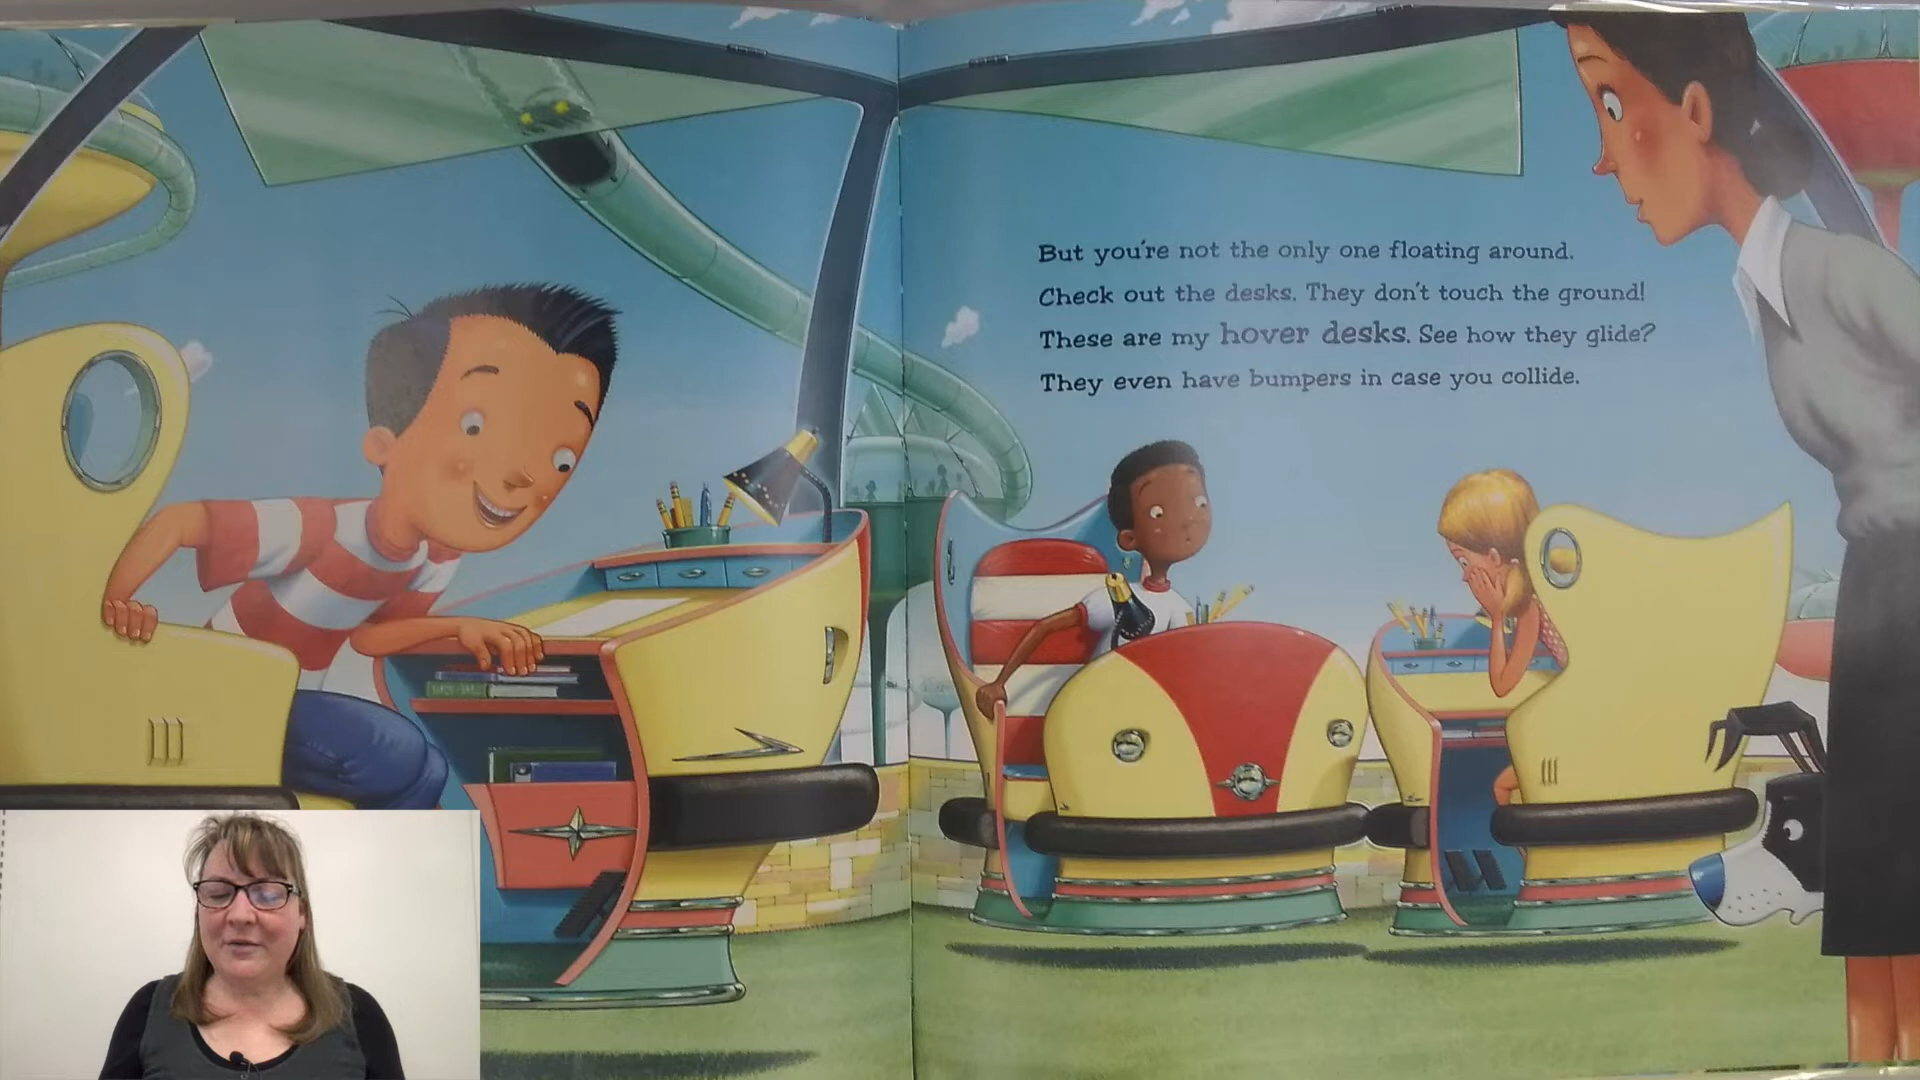 But you're not the only one floating around.
Check out the desks. They don't touch the ground!
These are my hover desks. See how they glide?
They even have bumpers in case you collide.